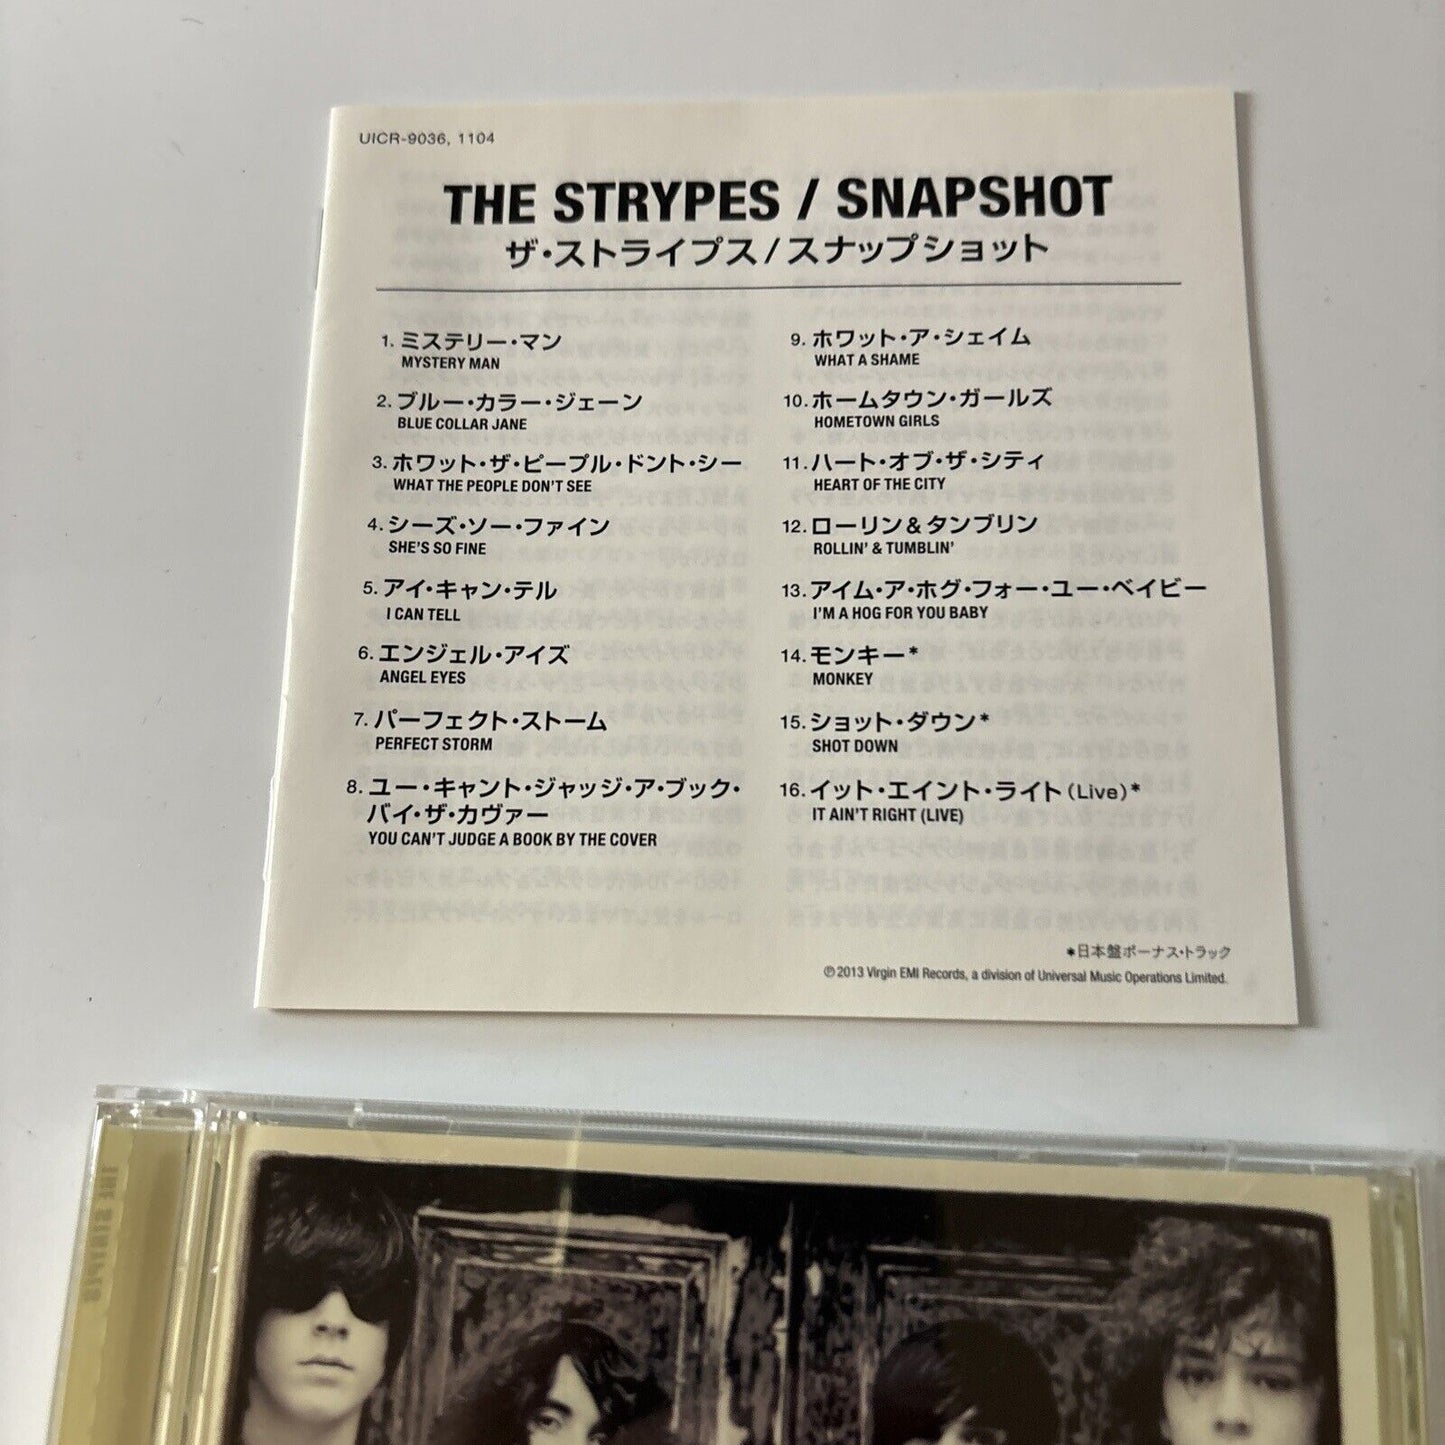 UICR-9036, 1104
THE STRYPES / SNAPSHOT
ザ・ストライプス/スナップショット
1. ミステリー・マン
MYSTERY MAN
2. ブルー・カラー・ジェーン
BLUE COLLAR JANE
3. ホワット・ザ・ピープル・ドント・シー
WHAT THE PEOPLE DON'T SEE
4. シーズ・ソー・ファイン
SHE'S SO FINE
5. アイ・キャン・テル
I CAN TELL
6. エンジェル・アイズ
ANGEL EYES
7. パーフェクト・ストーム
PERFECT STORM
8. ユー・キャント・ジャッジ・ア・ブック・
バイ・ザ・カヴァー
YOU CAN'T JUDGE A BOOK BY THE COVER
9. ホワット・ア・シェイム
WHAT A SHAME
10. ホームタウン・ガールズ
HOMETOWN GIRLS
11. ハート・オブ・ザ・シティ
HEART OF THE CITY
12. ローリン&タンブリン
ROLLIN' & TUMBLIN'
13. アイム・ア・ホグ・フォー・ユー・ベイビー
I'M A HOG FOR YOU BABY
14. モンキー*
MONKEY
15. ショット・ダウン*
SHOT DOWN
16. イット・エイント・ライト (Live)*
IT AIN'T RIGHT (LIVE)
*日本盤ボーナス・トラック
℗2013 Virgin EMI Records, a division of Universal Music Operations Limited.
THE STRYPES